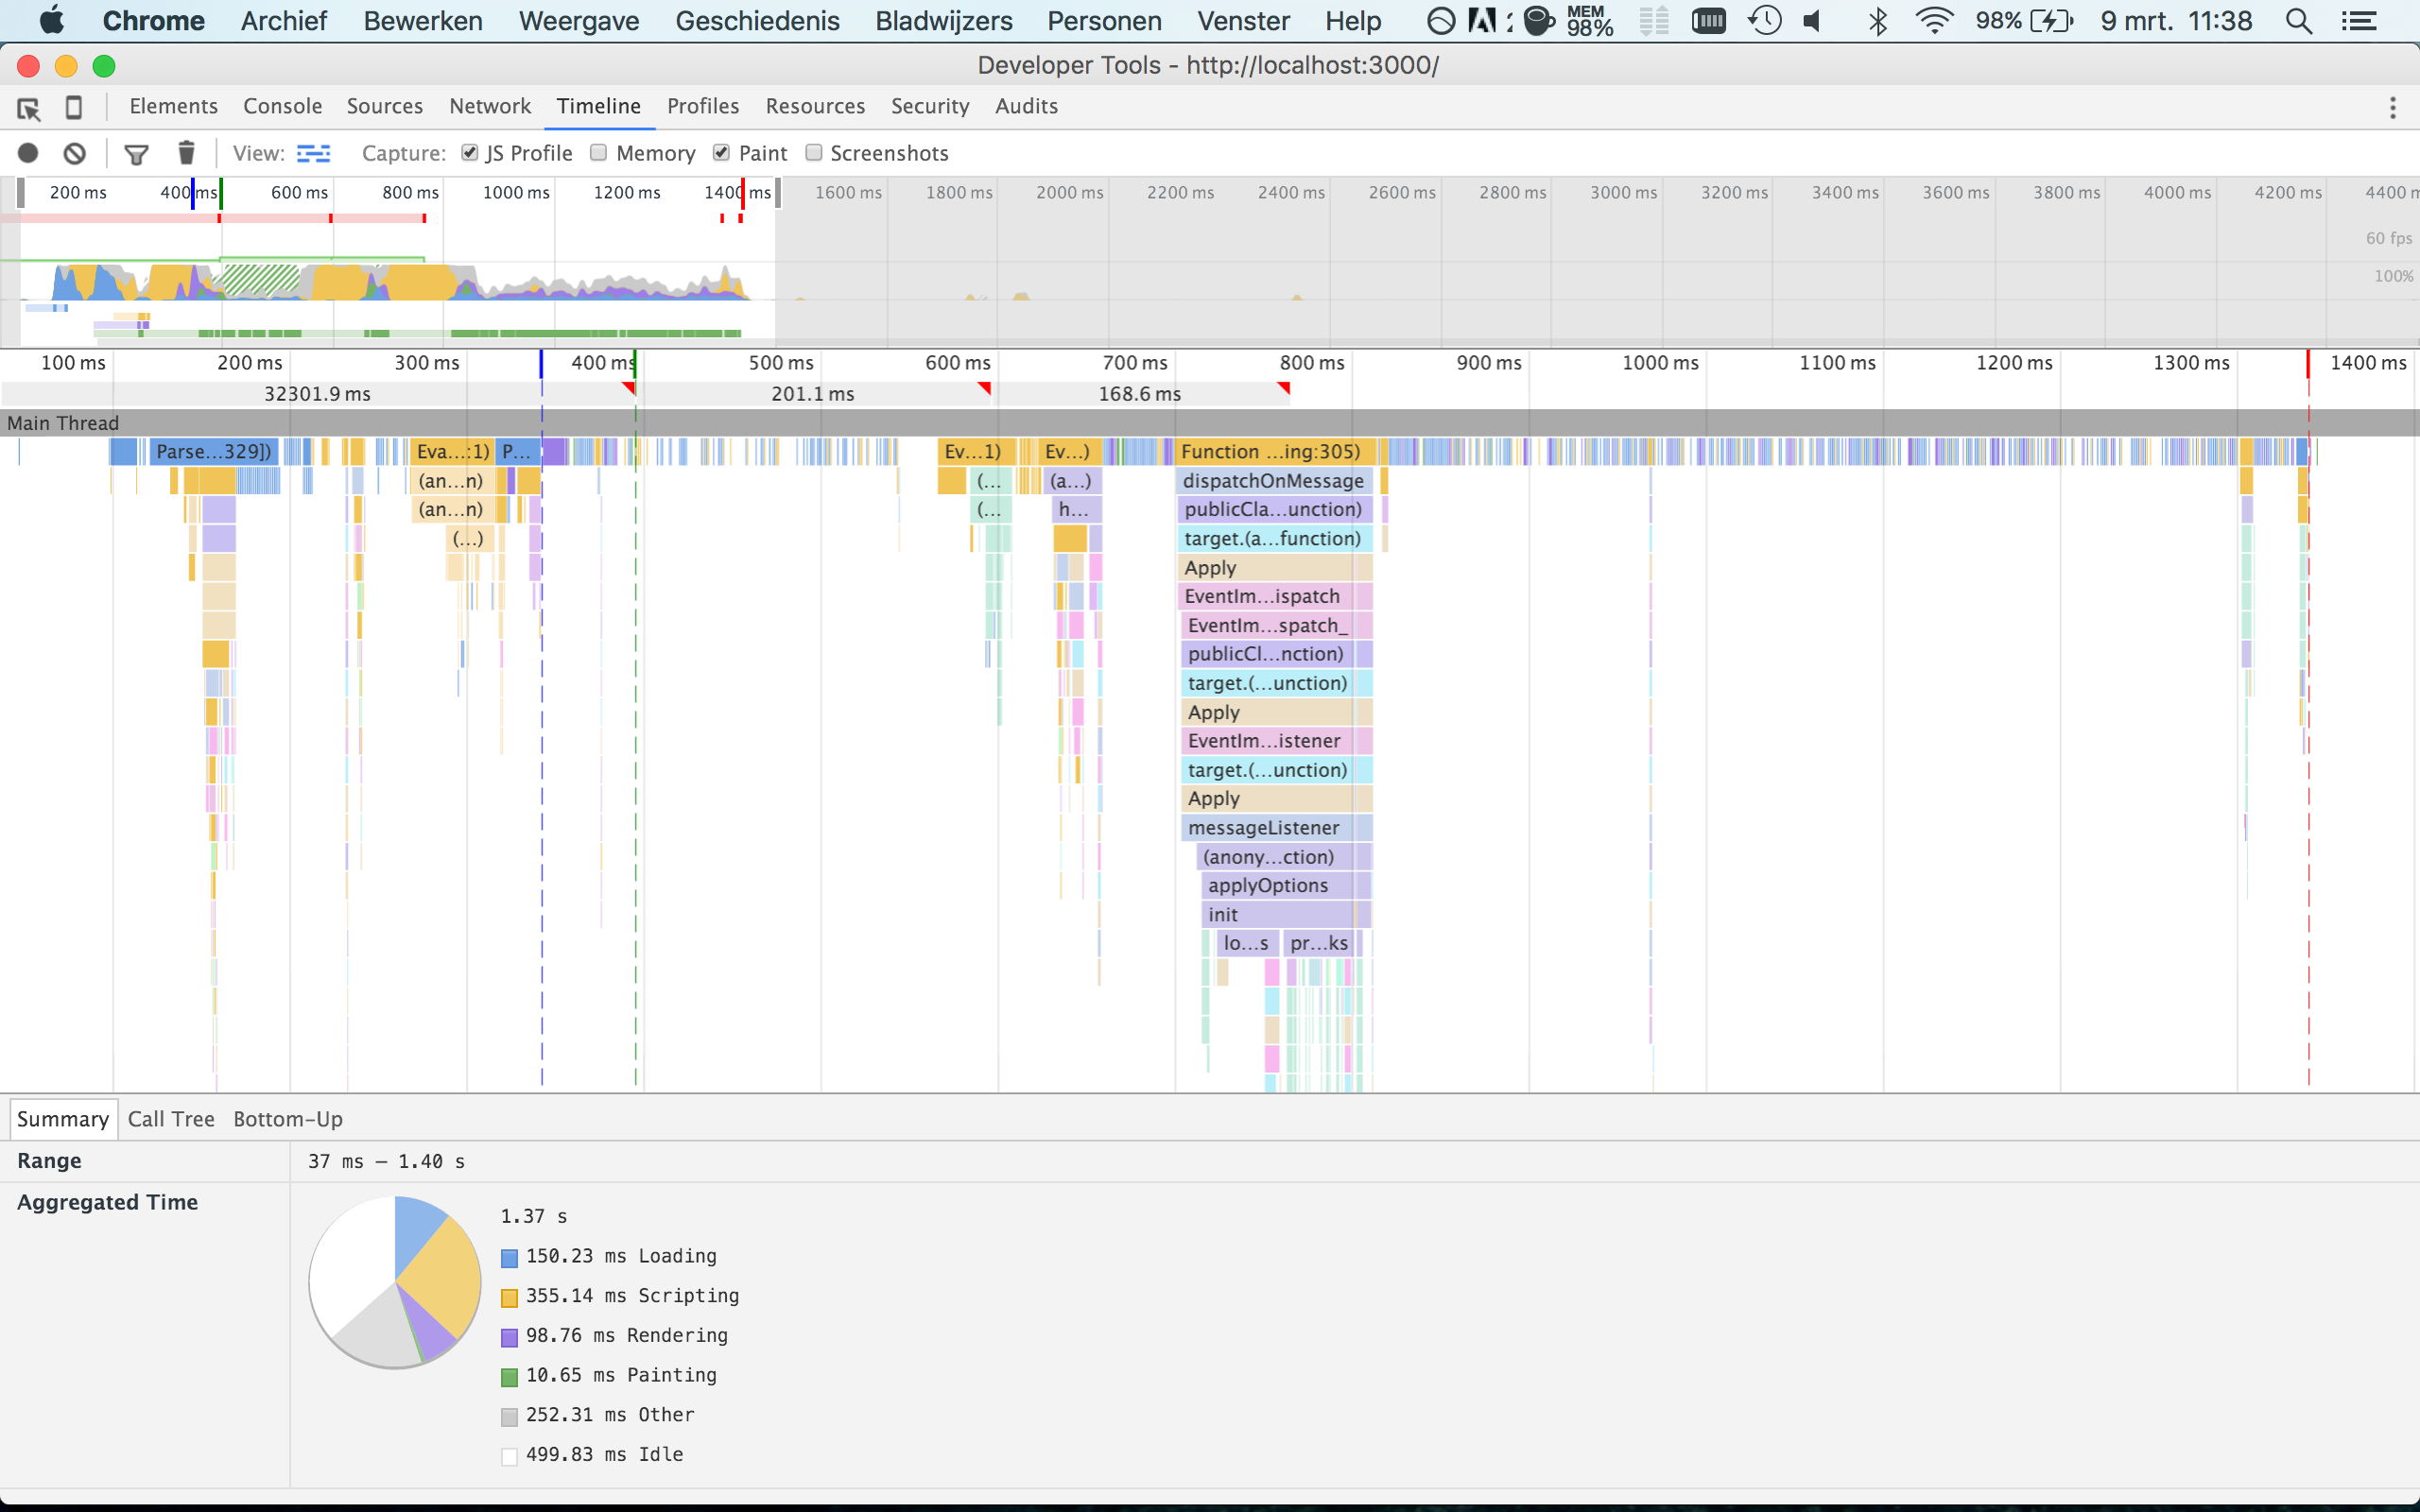 Chrome Archief Bewerken Weergave Geschiedenis Bladwijzers Personen Venster Help MEM 98% 98% 9 mrt. 11:38
Developer Tools - http://localhost:3000/
Elements Console Sources Network Timeline Profiles Resources Security Audits
View: Capture: JS Profile Memory Paint Screenshots
200 ms 400 ms 600 ms 800 ms 1000 ms 1200 ms 1400 ms 1600 ms 1800 ms 2000 ms 2200 ms 2400 ms 2600 ms 2800 ms 3000 ms 3200 ms 3400 ms 3600 ms 3800 ms 4000 ms 4200 ms 4400 m
60 fps
100%
100 ms 200 ms 300 ms 400 ms 500 ms 600 ms 700 ms 800 ms 900 ms 1000 ms 1100 ms 1200 ms 1300 ms 1400 ms
32301.9 ms 201.1 ms 168.6 ms
Main Thread
Parse...329]) Eva...:1) P... Ev...1) Ev...) Function ...ing:305)
(an...n) (... (a...) dispatchOnMessage
(an...n) (... h... publicCla...unction)
(...) target.(a...function)
Apply
EventIm...ispatch
EventIm...spatch_
publicCl...nction)
target.(...unction)
Apply
EventIm...istener
target.(...unction)
Apply
messageListener
(anony...ction)
applyOptions
init
lo...s pr...ks
Summary Call Tree Bottom-Up
Range 37 ms – 1.40 s
Aggregated Time
1.37 s
150.23 ms Loading
355.14 ms Scripting
98.76 ms Rendering
10.65 ms Painting
252.31 ms Other
499.83 ms Idle